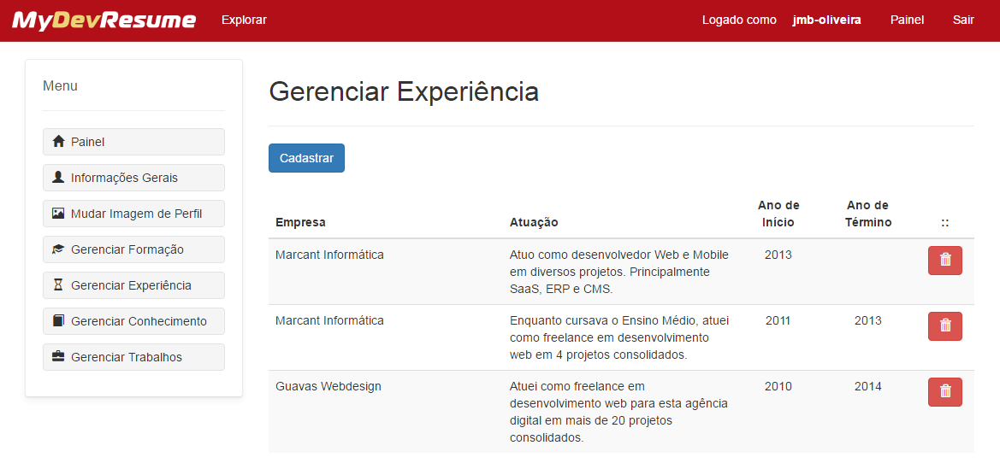 MyDevResume Explorar Logado como jmb-oliveira Painel Sair
Menu
Painel
Informações Gerais
Mudar Imagem de Perfil
Gerenciar Formação
Gerenciar Experiência
Gerenciar Conhecimento
Gerenciar Trabalhos
Gerenciar Experiência
Cadastrar
Empresa Atuação Ano de Início Ano de Término ::
Marcant Informática Atuo como desenvolvedor Web e Mobile 2013
em diversos projetos. Principalmente
SaaS, ERP e CMS.
Marcant Informática Enquanto cursava o Ensino Médio, atuei 2011 2013
como freelance em desenvolvimento
web em 4 projetos consolidados.
Guavas Webdesign Atuei como freelance em 2010 2014
desenvolvimento web para esta agência
digital em mais de 20 projetos
consolidados.